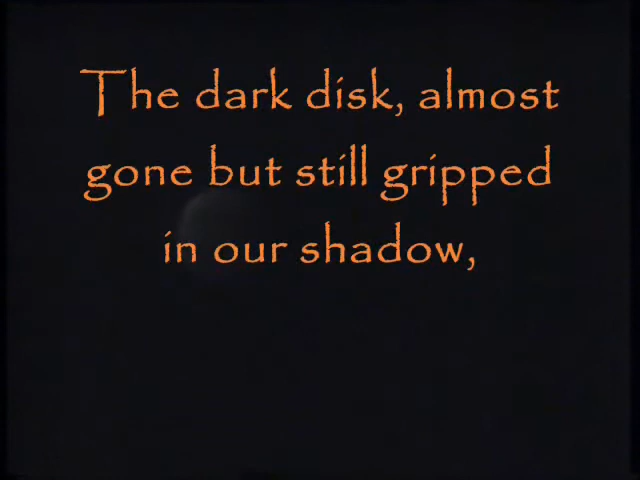 The dark disk, almost
gone but still gripped
in our shadow,